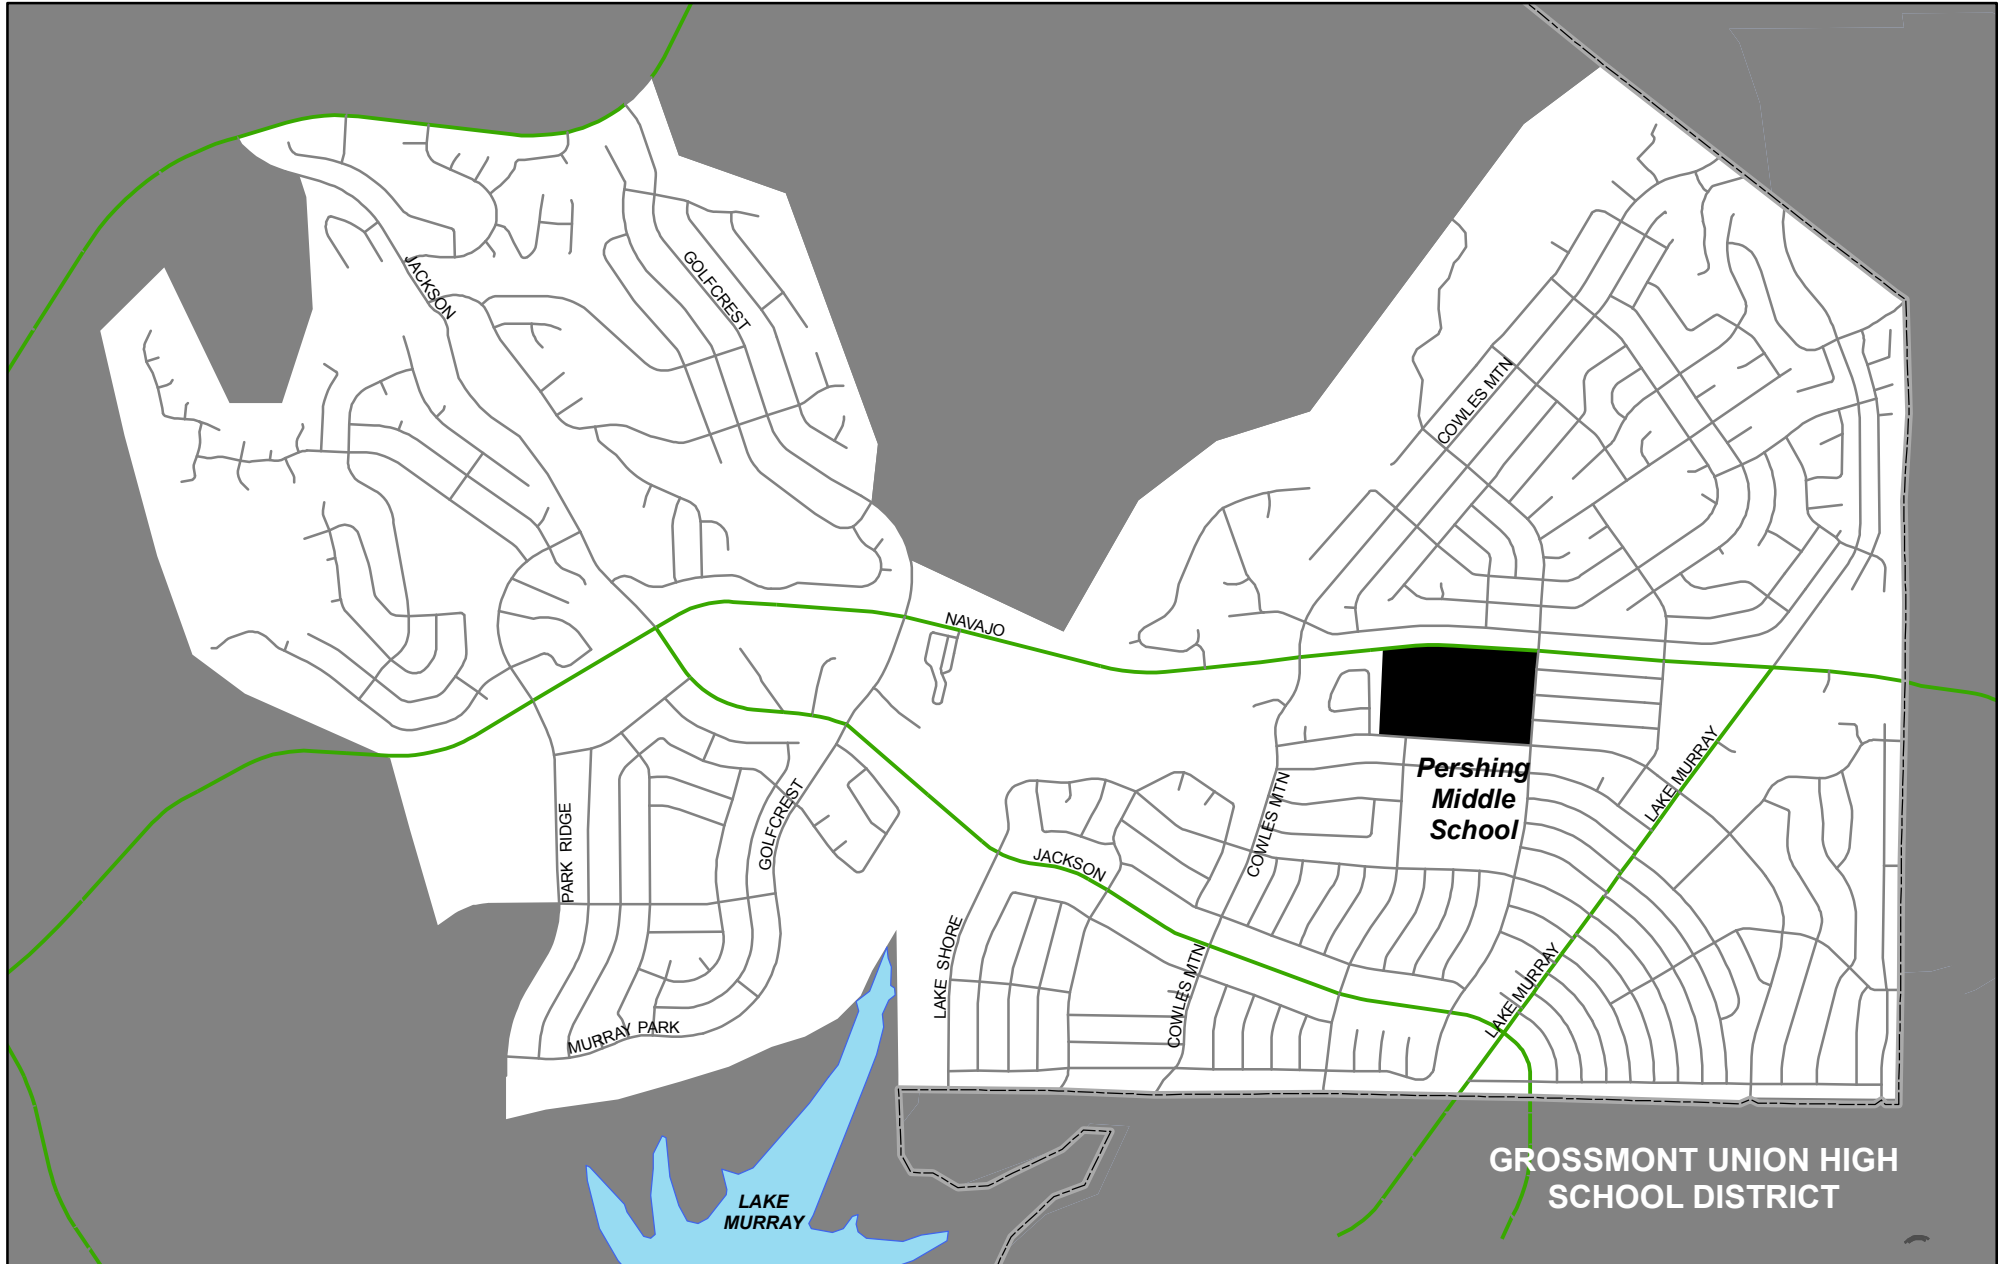 JACKSON
GOLFCREST
COWLES MTN
NAVAJO
LAKE MURRAY
Pershing
Middle
School
COWLES MTN
GOLFCREST
PARK RIDGE
JACKSON
LAKE SHORE
LAKE MURRAY
COWLES MTN
MURRAY PARK
GROSSMONT UNION HIGH
SCHOOL DISTRICT
LAKE
MURRAY